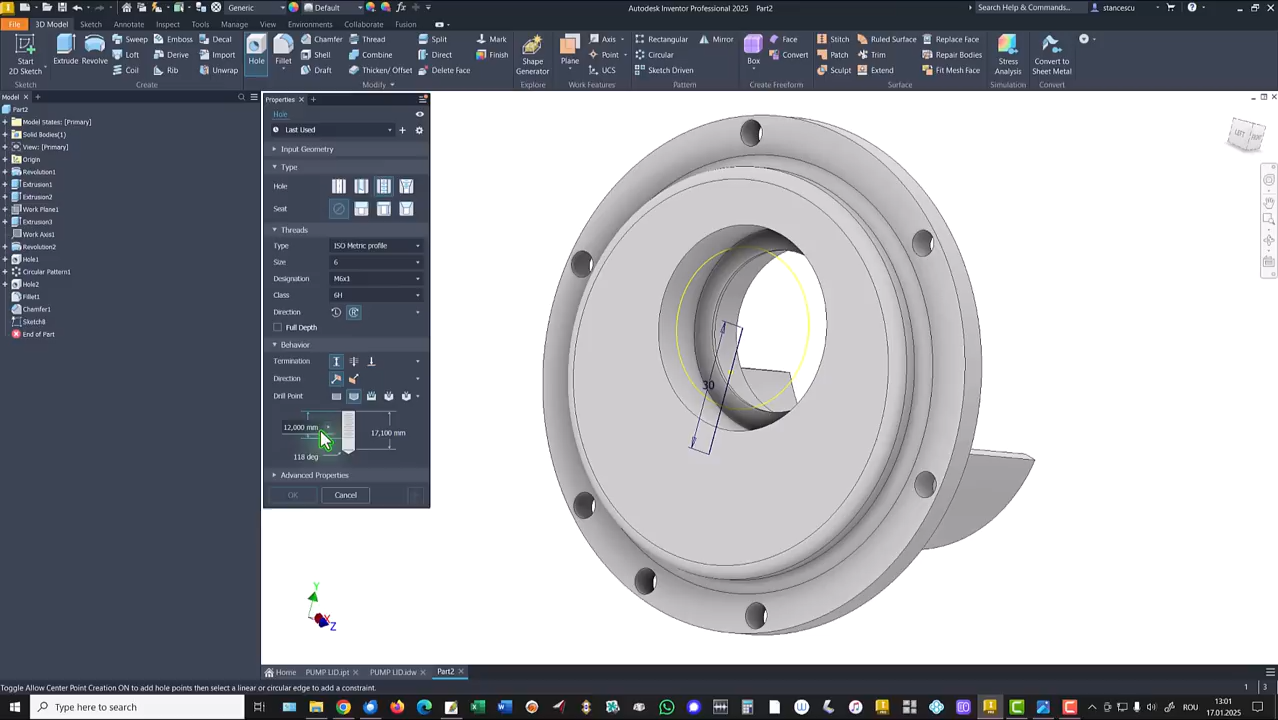 Generic
Default
Autodesk Inventor Professional 2025 Part2
Search Help & Commands...
stancescu
File 3D Model Sketch Annotate Inspect Tools Manage View Environments Collaborate Fusion
Start
2D Sketch
Extrude
Revolve
Sweep Emboss Decal
Loft Derive Import
Coil Rib Unwrap
Hole
Fillet
Chamfer Thread Split Direct
Shell Combine
Draft Thicken/ Offset Delete Face
Mark
Finish
Shape
Generator
Plane
Axis
Point
UCS
Rectangular Mirror
Circular
Sketch Driven
Box
Face
Convert
Stitch Ruled Surface Replace Face
Patch Trim Repair Bodies
Sculpt Extend Fit Mesh Face
Stress
Analysis
Convert to
Sheet Metal
Sketch Create Modify Explore Work Features Pattern Create Freeform Surface Simulation Convert
Model
Part2
Model States: [Primary]
Solid Bodies(1)
View: [Primary]
Origin
Revolution1
Extrusion1
Extrusion2
Work Plane1
Extrusion3
Work Axis1
Revolution2
Hole1
Circular Pattern1
Hole2
Fillet1
Chamfer1
Sketch8
End of Part
Properties
Hole
Last Used
Input Geometry
Type
Hole
Seat
Threads
Type ISO Metric profile
Size 6
Designation M6x1
Class 6H
Direction
Full Depth
Behavior
Termination
Direction
Drill Point
12,000 mm
17,100 mm
118 deg
Advanced Properties
OK Cancel
30
LEFT
Y
X
Z
Home PUMP LID.ipt PUMP LID.idw Part2
Toggle Allow Center Point Creation ON to add hole points then select a linear or circular edge to add a constraint.
1 3
Type here to search
ROU
13:01
17.01.2025